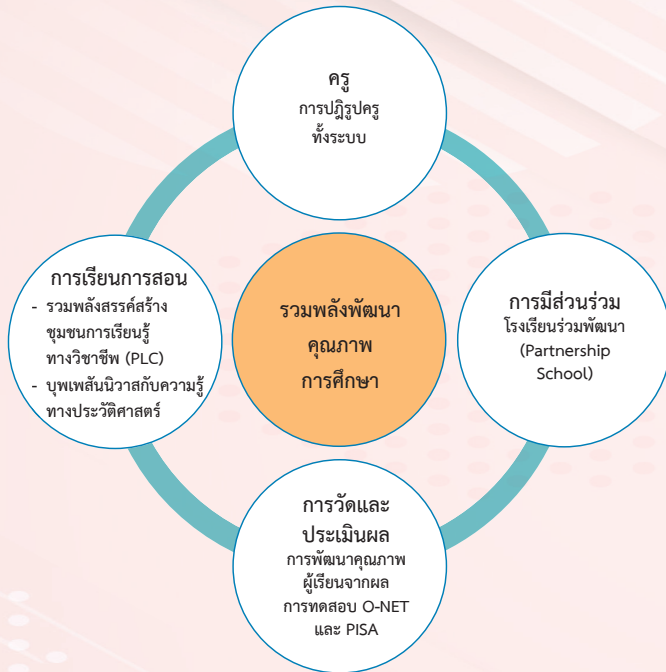 ครู
การปฎิรูปครู
ทั้งระบบ
การเรียนการสอน
- รวมพลังสรรค์สร้าง
ชุมชนการเรียนรู้
ทางวิชาชีพ (PLC)
- บุพเพสันนิวาสกับความรู้
ทางประวัติศาสตร์
รวมพลังพัฒนา
คุณภาพ
การศึกษา
การมีส่วนร่วม
โรงเรียนร่วมพัฒนา
(Partnership
School)
การวัดและ
ประเมินผล
การพัฒนาคุณภาพ
ผู้เรียนจากผล
การทดสอบ O-NET
และ PISA